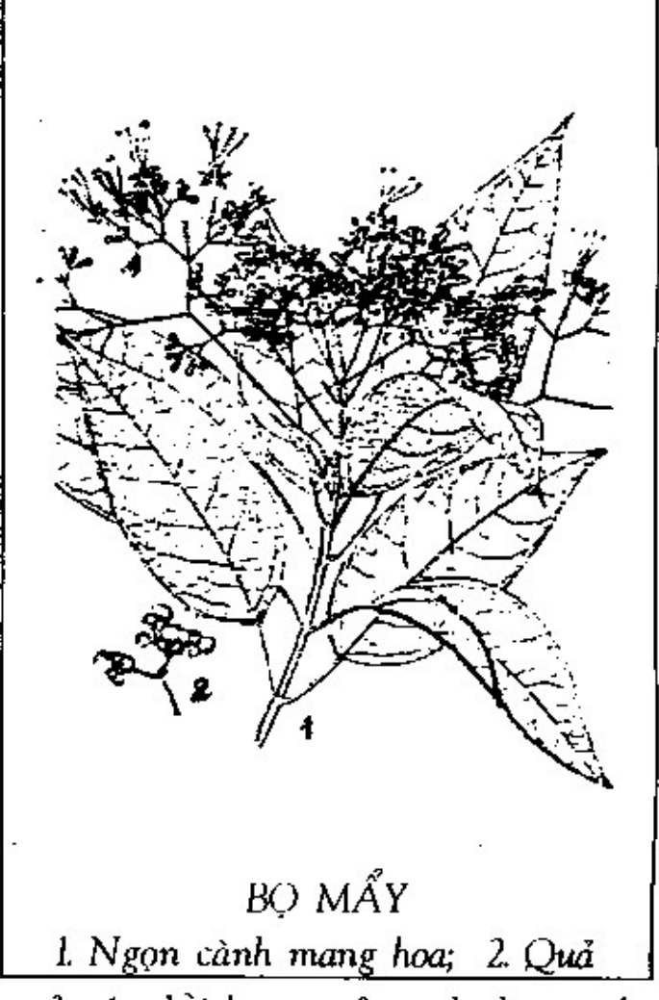 2
1
BỌ MẨY
1. Ngọn cành mang hoa; 2. Quả